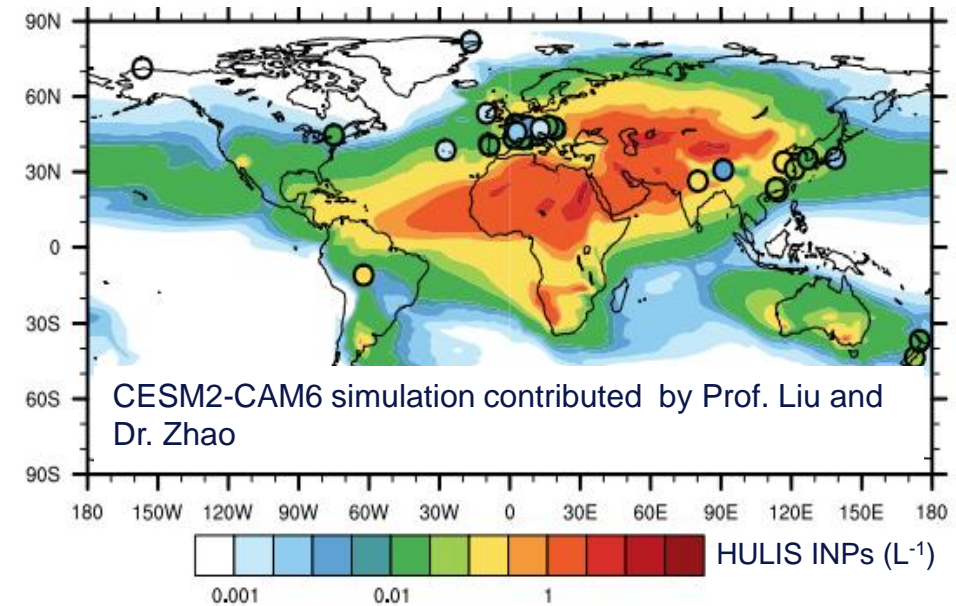 90N
60N
30N
0
30S
60S
90S
CESM2-CAM6 simulation contributed  by Prof. Liu and
Dr. Zhao
180 150W 120W 90W 60W 30W 0 30E 60E 90E 120E 150E 180
HULIS INPs (L-1)
0.001 0.01 1